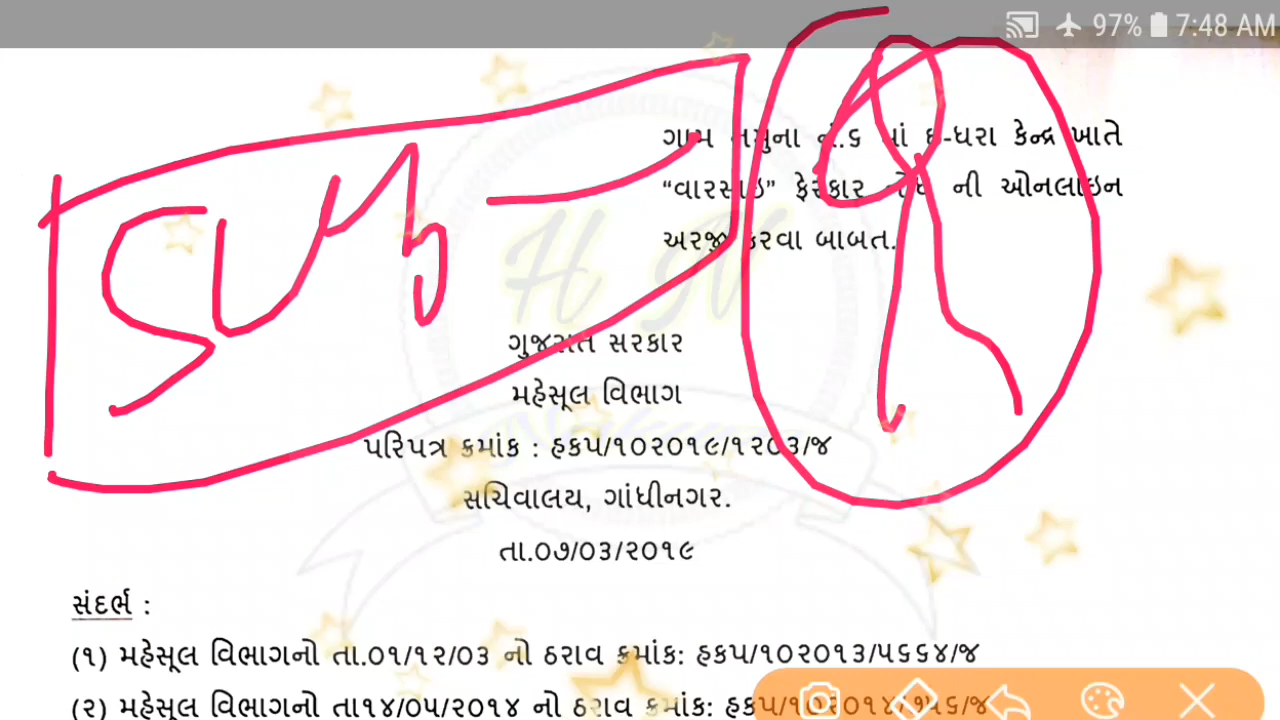 97% 7:48 AM
ગામ નમુના નં.૬ માં ઇ-ધરા કેન્દ્ર ખાતે
“વારસાઇ” ફેરફાર નોંધ ની ઓનલાઇન
અરજી કરવા બાબત.
ગુજરાત સરકાર
મહેસૂલ વિભાગ
પરિપત્ર ક્રમાંક : હકપ/૧૦૨૦૧૯/૧૨૦૩/જ
સચિવાલય, ગાંધીનગર.
તા.૦૭/૦૩/૨૦૧૯
સંદર્ભ :
(૧) મહેસૂલ વિભાગનો તા.૦૧/૧૨/૦૩ નો ઠરાવ ક્રમાંક: હકપ/૧૦૨૦૧૩/૫૬૬૪/જ
(૨) મહેસૂલ વિભાગનો તા૧૪/૦૫/૨૦૧૪ નો ઠરાવ ક્રમાંક: